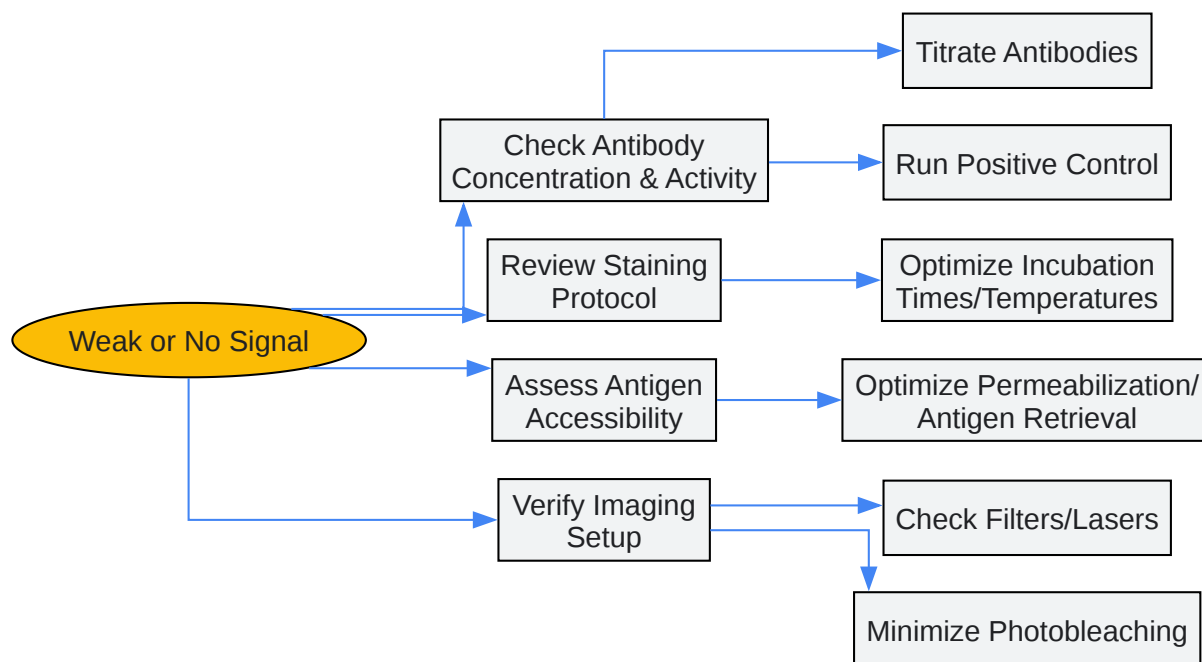 Titrate Antibodies
Check Antibody
Concentration & Activity
Run Positive Control
Review Staining
Protocol
Optimize Incubation
Times/Temperatures
Weak or No Signal
Assess Antigen
Accessibility
Optimize Permeabilization/
Antigen Retrieval
Verify Imaging
Setup
Check Filters/Lasers
Minimize Photobleaching